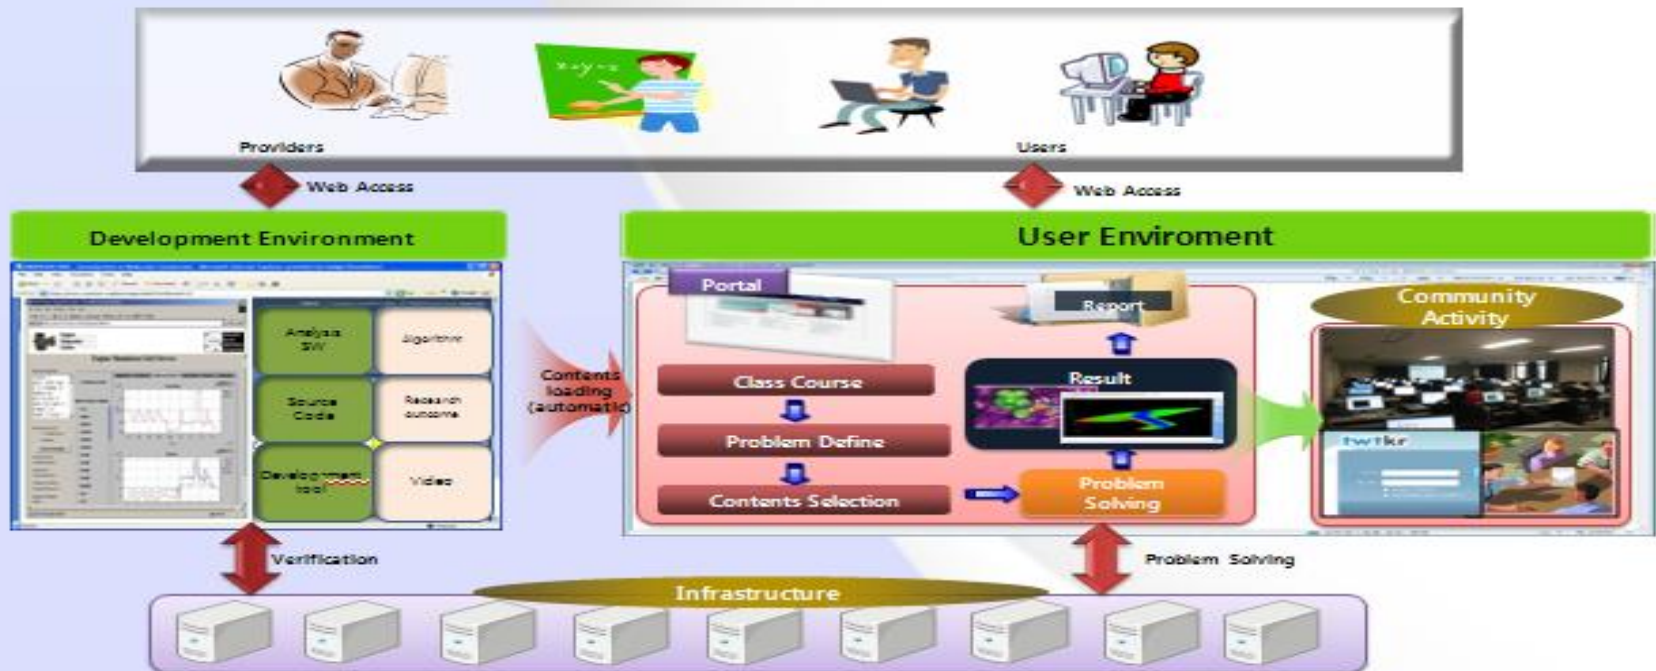 x+y=z
Providers
Users
Web Access
Web Access
Development Environment
User Enviroment
Analysis
SW
Algorithm
Source
Code
Research
outcome
Development
tool
Video
Contents
loading
(automatic)
Portal
Class Course
Problem Define
Contents Selection
Problem
Solving
Result
Report
Community
Activity
twtkr
Verification
Problem Solving
Infrastructure